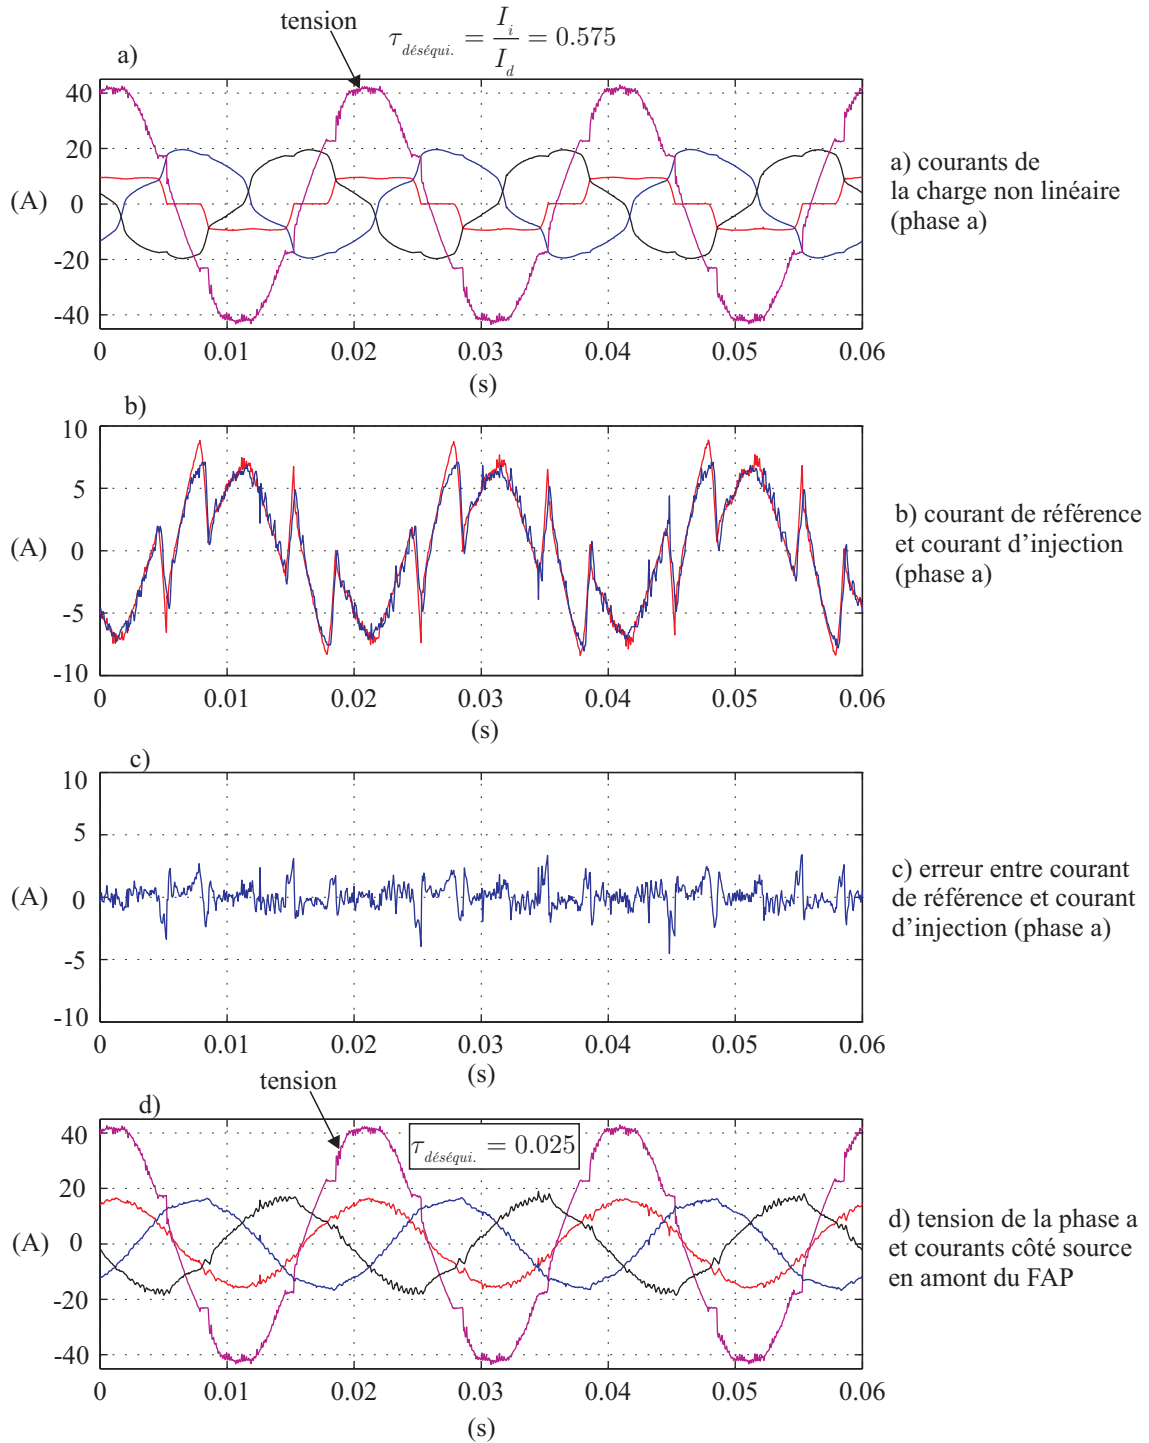 tension
τdéséqui. = Ii/Id = 0.575
a)
40
20
0
-20
-40
(A)
0 0.01 0.02 0.03 0.04 0.05 0.06
(s)
a) courants de
la charge non linéaire
(phase a)
b)
10
5
0
-5
-10
(A)
0 0.01 0.02 0.03 0.04 0.05 0.06
(s)
b) courant de référence
et courant d’injection
(phase a)
c)
10
5
0
-5
-10
(A)
0 0.01 0.02 0.03 0.04 0.05 0.06
(s)
c) erreur entre courant
de référence et courant
d’injection (phase a)
tension
d)
τdéséqui. = 0.025
40
20
0
-20
-40
(A)
0 0.01 0.02 0.03 0.04 0.05 0.06
(s)
d) tension de la phase a
et courants côté source
en amont du FAP